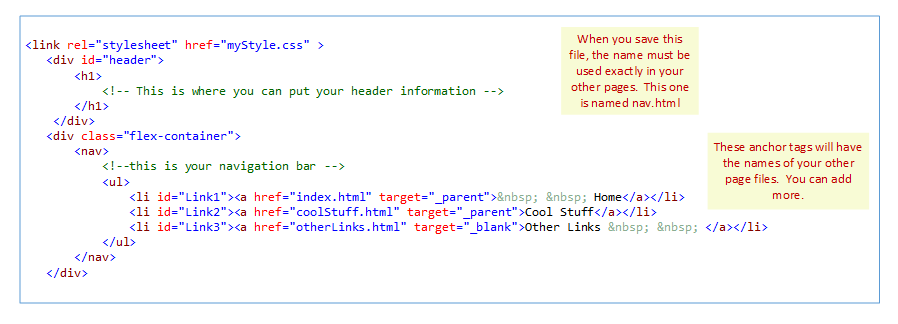 <link rel="stylesheet" href="myStyle.css" >
<div id="header">
<h1>
<!-- This is where you can put your header information -->
</h1>
</div>
<div class="flex-container">
<nav>
<!--this is your navigation bar -->
<ul>
<li id="Link1"><a href="index.html" target="_parent">&nbsp; &nbsp; Home</a></li>
<li id="Link2"><a href="coolStuff.html" target="_parent">Cool Stuff</a></li>
<li id="Link3"><a href="otherLinks.html" target="_blank">Other Links &nbsp; &nbsp; </a></li>
</ul>
</nav>
</div>
When you save this
file, the name must be
used exactly in your
other pages.  This one
is named nav.html
These anchor tags will have
the names of your other
page files.  You can add
more.